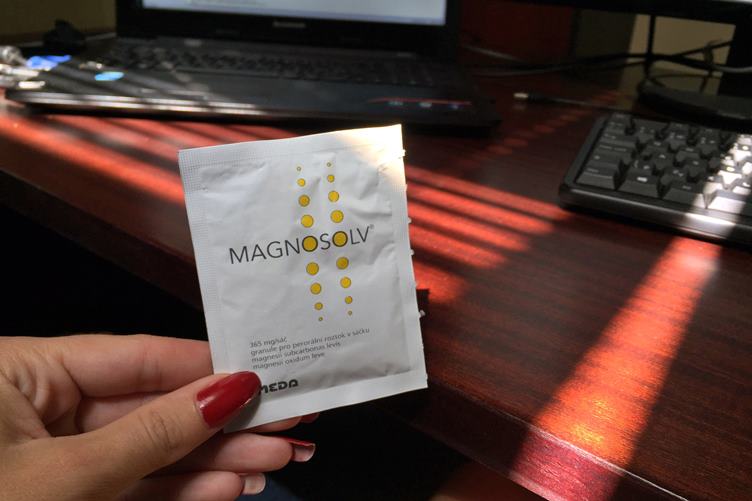 MAGNOSOLV®
365 mg/sáč
granule pro perorální roztok v sáčku
magnesii subcarbonas levis
magnesii oxidum leve
MEDA